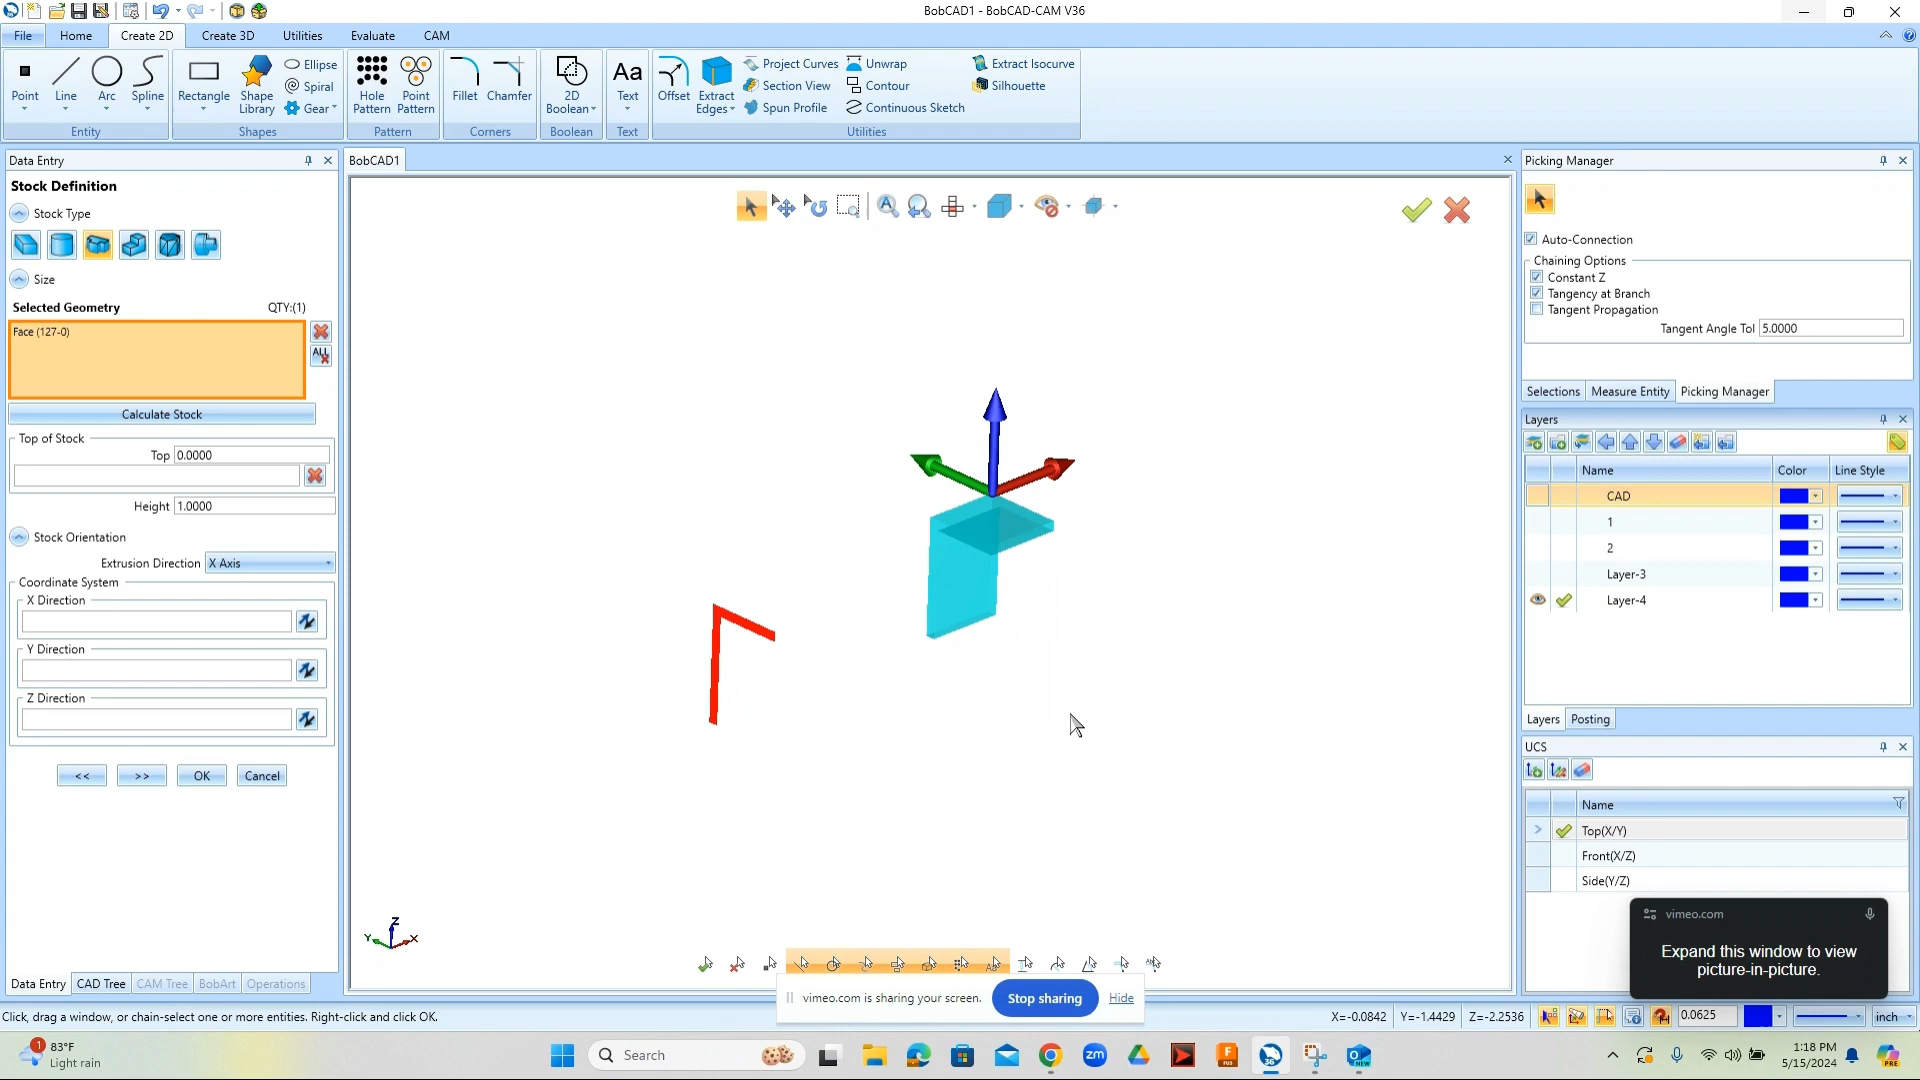 BobCAD1 - BobCAD-CAM V36
File Home Create 2D Create 3D Utilities Evaluate CAM
Point Line Arc Spline
Entity
Rectangle Shape Library Ellipse Spiral Gear
Shapes
Hole Pattern Point Pattern
Pattern
Fillet Chamfer
Corners
2D Boolean
Boolean
Aa Text
Text
Offset Extract Edges Project Curves Section View Spun Profile Unwrap Contour Continuous Sketch Extract Isocurve Silhouette
Utilities
Data Entry
Stock Definition
Stock Type
Size
Selected Geometry QTY:(1)
Face (127-0)
ALL
Calculate Stock
Top of Stock
Top 0.0000
Height 1.0000
Stock Orientation
Extrusion Direction X Axis
Coordinate System
X Direction
Y Direction
Z Direction
<< >> OK Cancel
Data Entry CAD Tree CAM Tree BobArt Operations
BobCAD1
Z
Y X
Picking Manager
Auto-Connection
Chaining Options
Constant Z
Tangency at Branch
Tangent Propagation
Tangent Angle Tol 5.0000
Selections Measure Entity Picking Manager
Layers
Name Color Line Style
CAD
1
2
Layer-3
Layer-4
Layers Posting
UCS
Name
> Top(X/Y)
Front(X/Z)
Side(Y/Z)
vimeo.com
Expand this window to view
picture-in-picture.
vimeo.com is sharing your screen. Stop sharing Hide
Click, drag a window, or chain-select one or more entities. Right-click and click OK.
X=-0.0842 Y=-1.4429 Z=-2.2536 0.0625 inch
1 83°F
Light rain
Search
zm
FUS
36
NEW
1:18 PM
5/15/2024
PRE